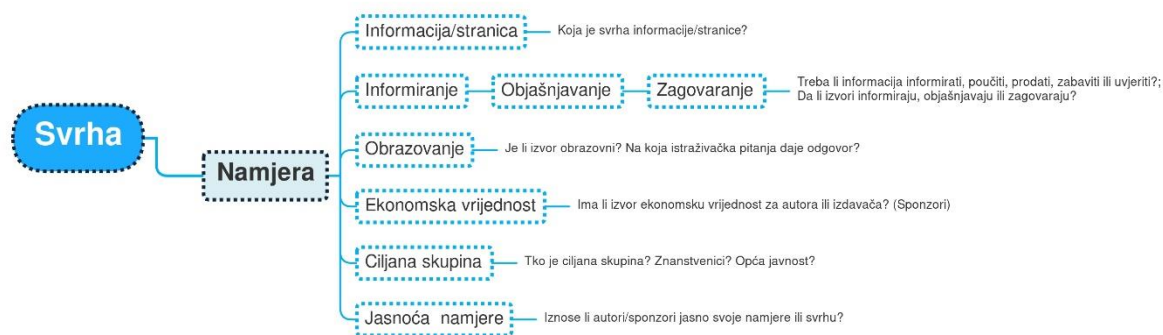 Informacija/stranica
Koja je svrha informacije/stranice?
Informiranje
Objašnjavanje
Zagovaranje
Treba li informacija informirati, poučiti, prodati, zabaviti ili uvjeriti?;
Da li izvori informiraju, objašnjavaju ili zagovaraju?
Svrha
Namjera
Obrazovanje
Je li izvor obrazovni? Na koja istraživačka pitanja daje odgovor?
Ekonomska vrijednost
Ima li izvor ekonomsku vrijednost za autora ili izdavača? (Sponzori)
Ciljana skupina
Tko je ciljana skupina? Znanstvenici? Opća javnost?
Jasnoća namjere
Iznose li autori/sponzori jasno svoje namjere ili svrhu?